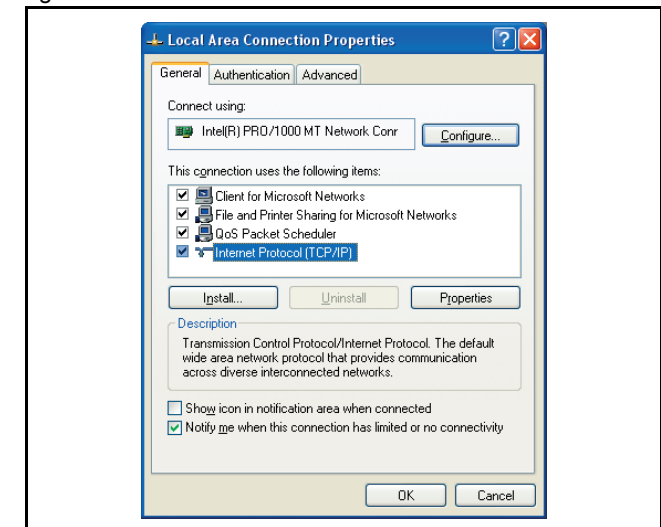 Local Area Connection Properties
General Authentication Advanced
Connect using:
Intel(R) PRO/1000 MT Network Conr Configure...
This connection uses the following items:
Client for Microsoft Networks
File and Printer Sharing for Microsoft Networks
QoS Packet Scheduler
Internet Protocol (TCP/IP)
Install... Uninstall Properties
Description
Transmission Control Protocol/Internet Protocol. The default
wide area network protocol that provides communication
across diverse interconnected networks.
Show icon in notification area when connected
Notify me when this connection has limited or no connectivity
OK Cancel